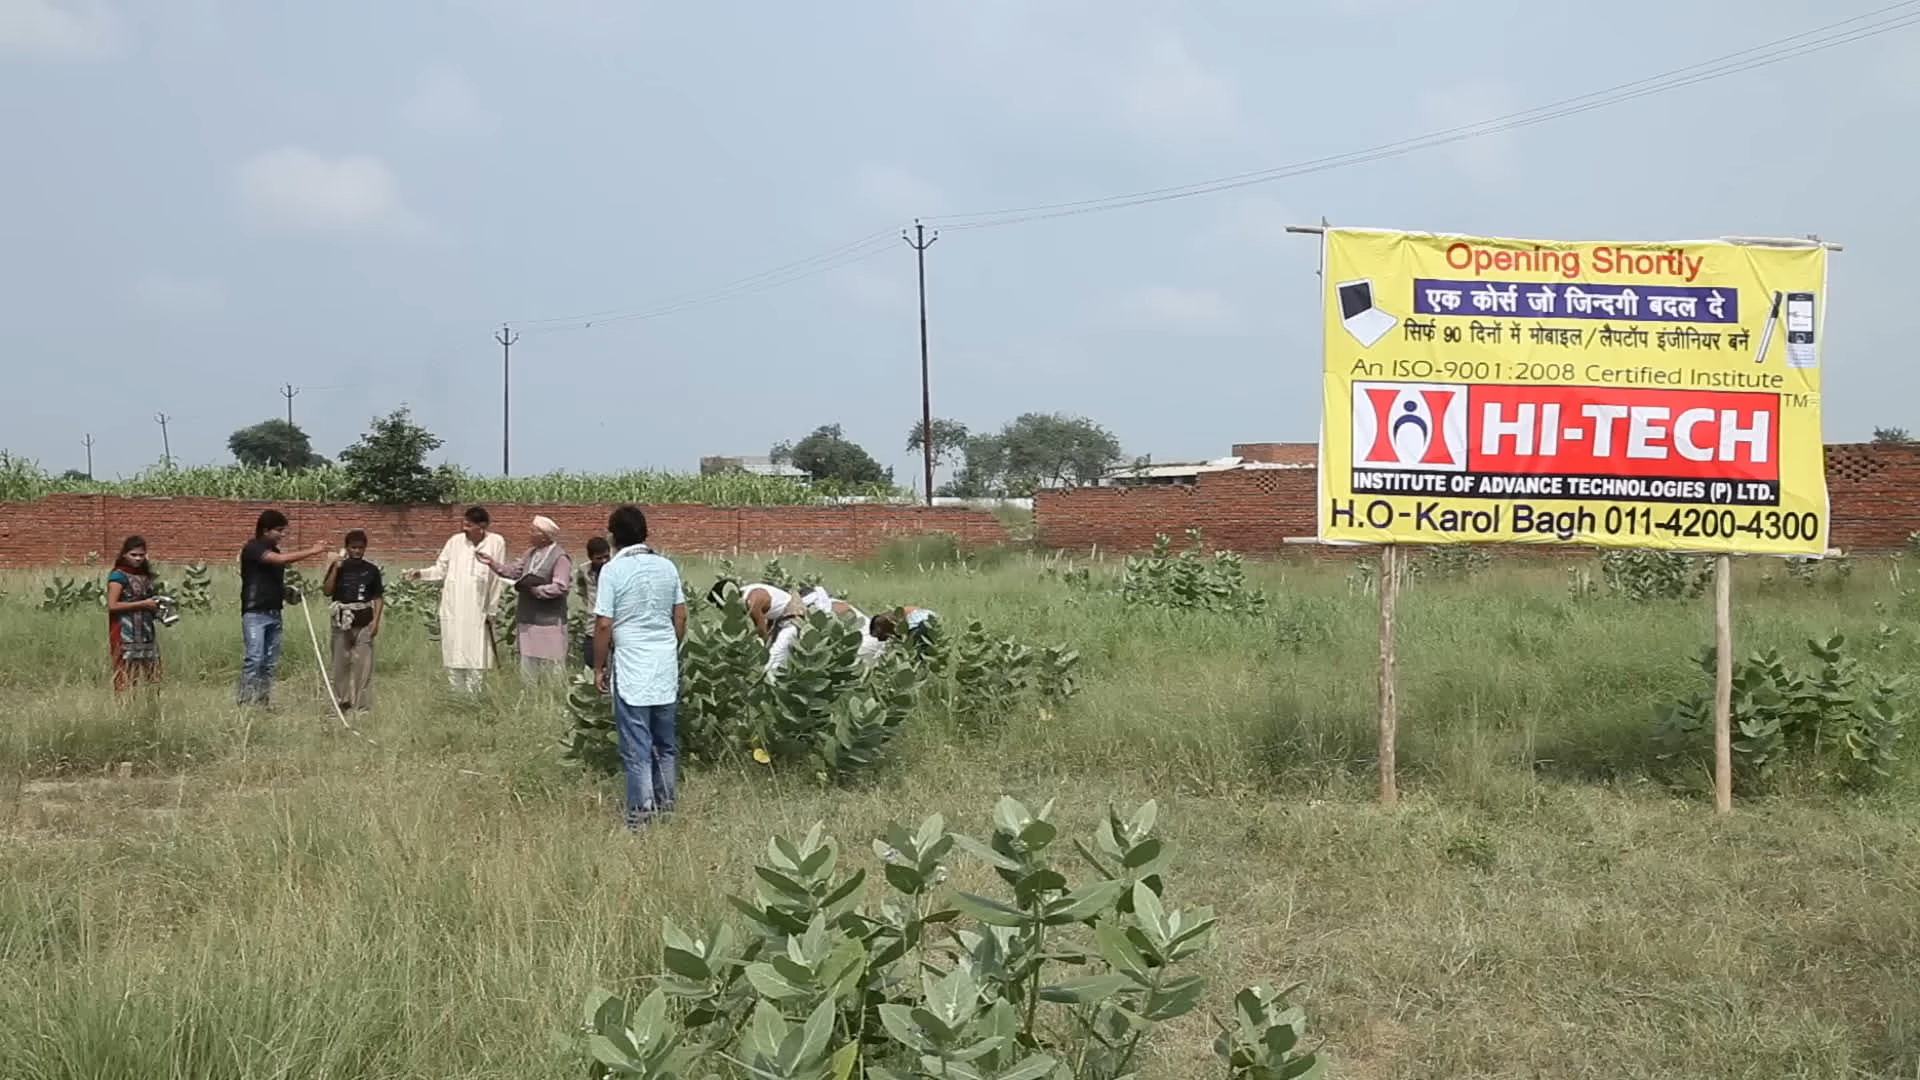 Opening Shortly
एक कोर्स जो जिन्दगी बदल दे
सिर्फ 90 दिनों में मोबाइल/लैपटॉप इंजीनियर बनें
An ISO-9001:2008 Certified Institute
HI-TECH TM
INSTITUTE OF ADVANCE TECHNOLOGIES (P) LTD.
H.O-Karol Bagh 011-4200-4300